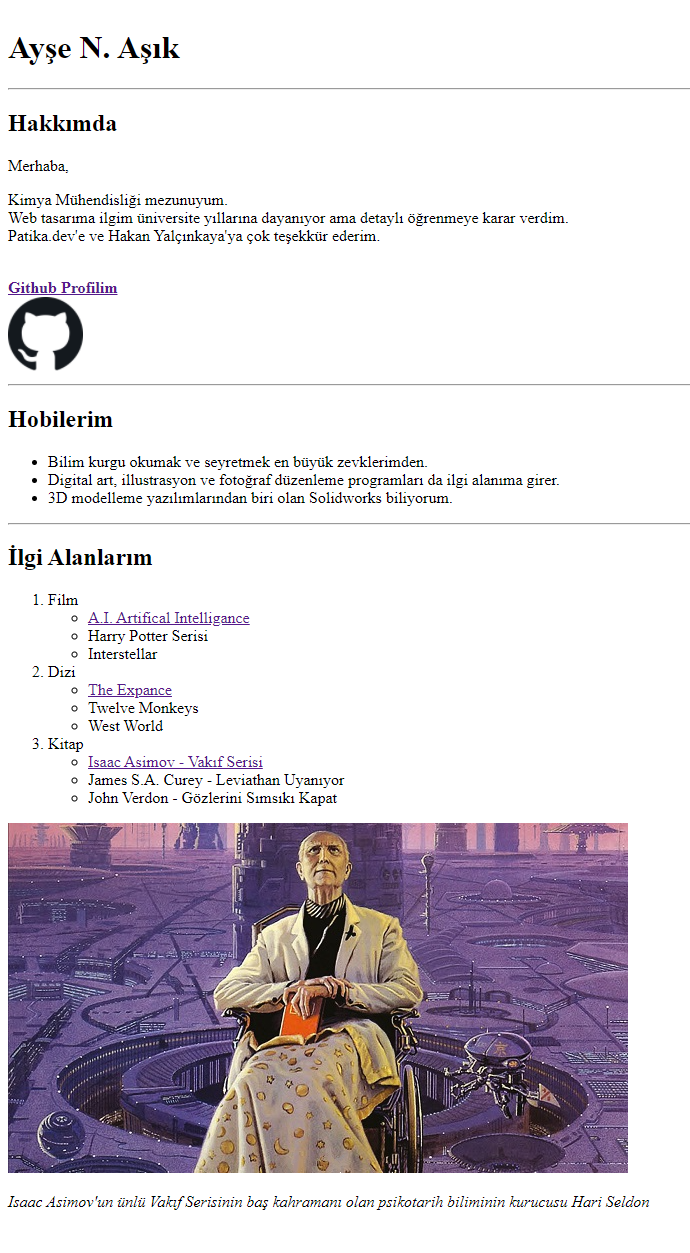 Ayşe N. Aşık
Hakkımda
Merhaba,
Kimya Mühendisliği mezunuyum.
Web tasarıma ilgim üniversite yıllarına dayanıyor ama detaylı öğrenmeye karar verdim.
Patika.dev'e ve Hakan Yalçınkaya'ya çok teşekkür ederim.
Github Profilim
Hobilerim
• Bilim kurgu okumak ve seyretmek en büyük zevklerimden.
• Digital art, illustrasyon ve fotoğraf düzenleme programları da ilgi alanıma girer.
• 3D modelleme yazılımlarından biri olan Solidworks biliyorum.
İlgi Alanlarım
1. Film
○ A.I. Artifical Intelligance
○ Harry Potter Serisi
○ Interstellar
2. Dizi
○ The Expance
○ Twelve Monkeys
○ West World
3. Kitap
○ Isaac Asimov - Vakıf Serisi
○ James S.A. Curey - Leviathan Uyanıyor
○ John Verdon - Gözlerini Sımsıkı Kapat
Isaac Asimov'un ünlü Vakıf Serisinin baş kahramanı olan psikotarih biliminin kurucusu Hari Seldon